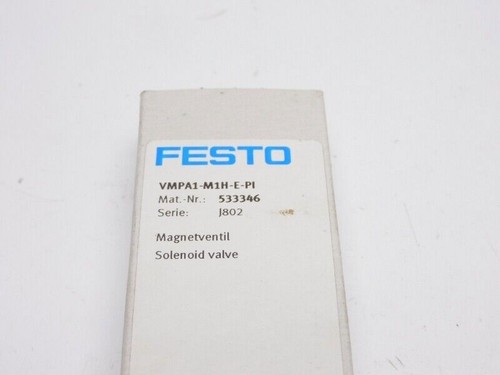 FESTO
VMPA1-M1H-E-PI
Mat.-Nr.: 533346
Serie: J802
Magnetventil
Solenoid valve